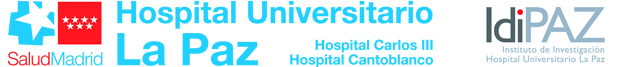 SaludMadrid
Hospital Universitario
La Paz
Hospital Carlos III
Hospital Cantoblanco
IdiPAZ
Instituto de Investigación
Hospital Universitario La Paz